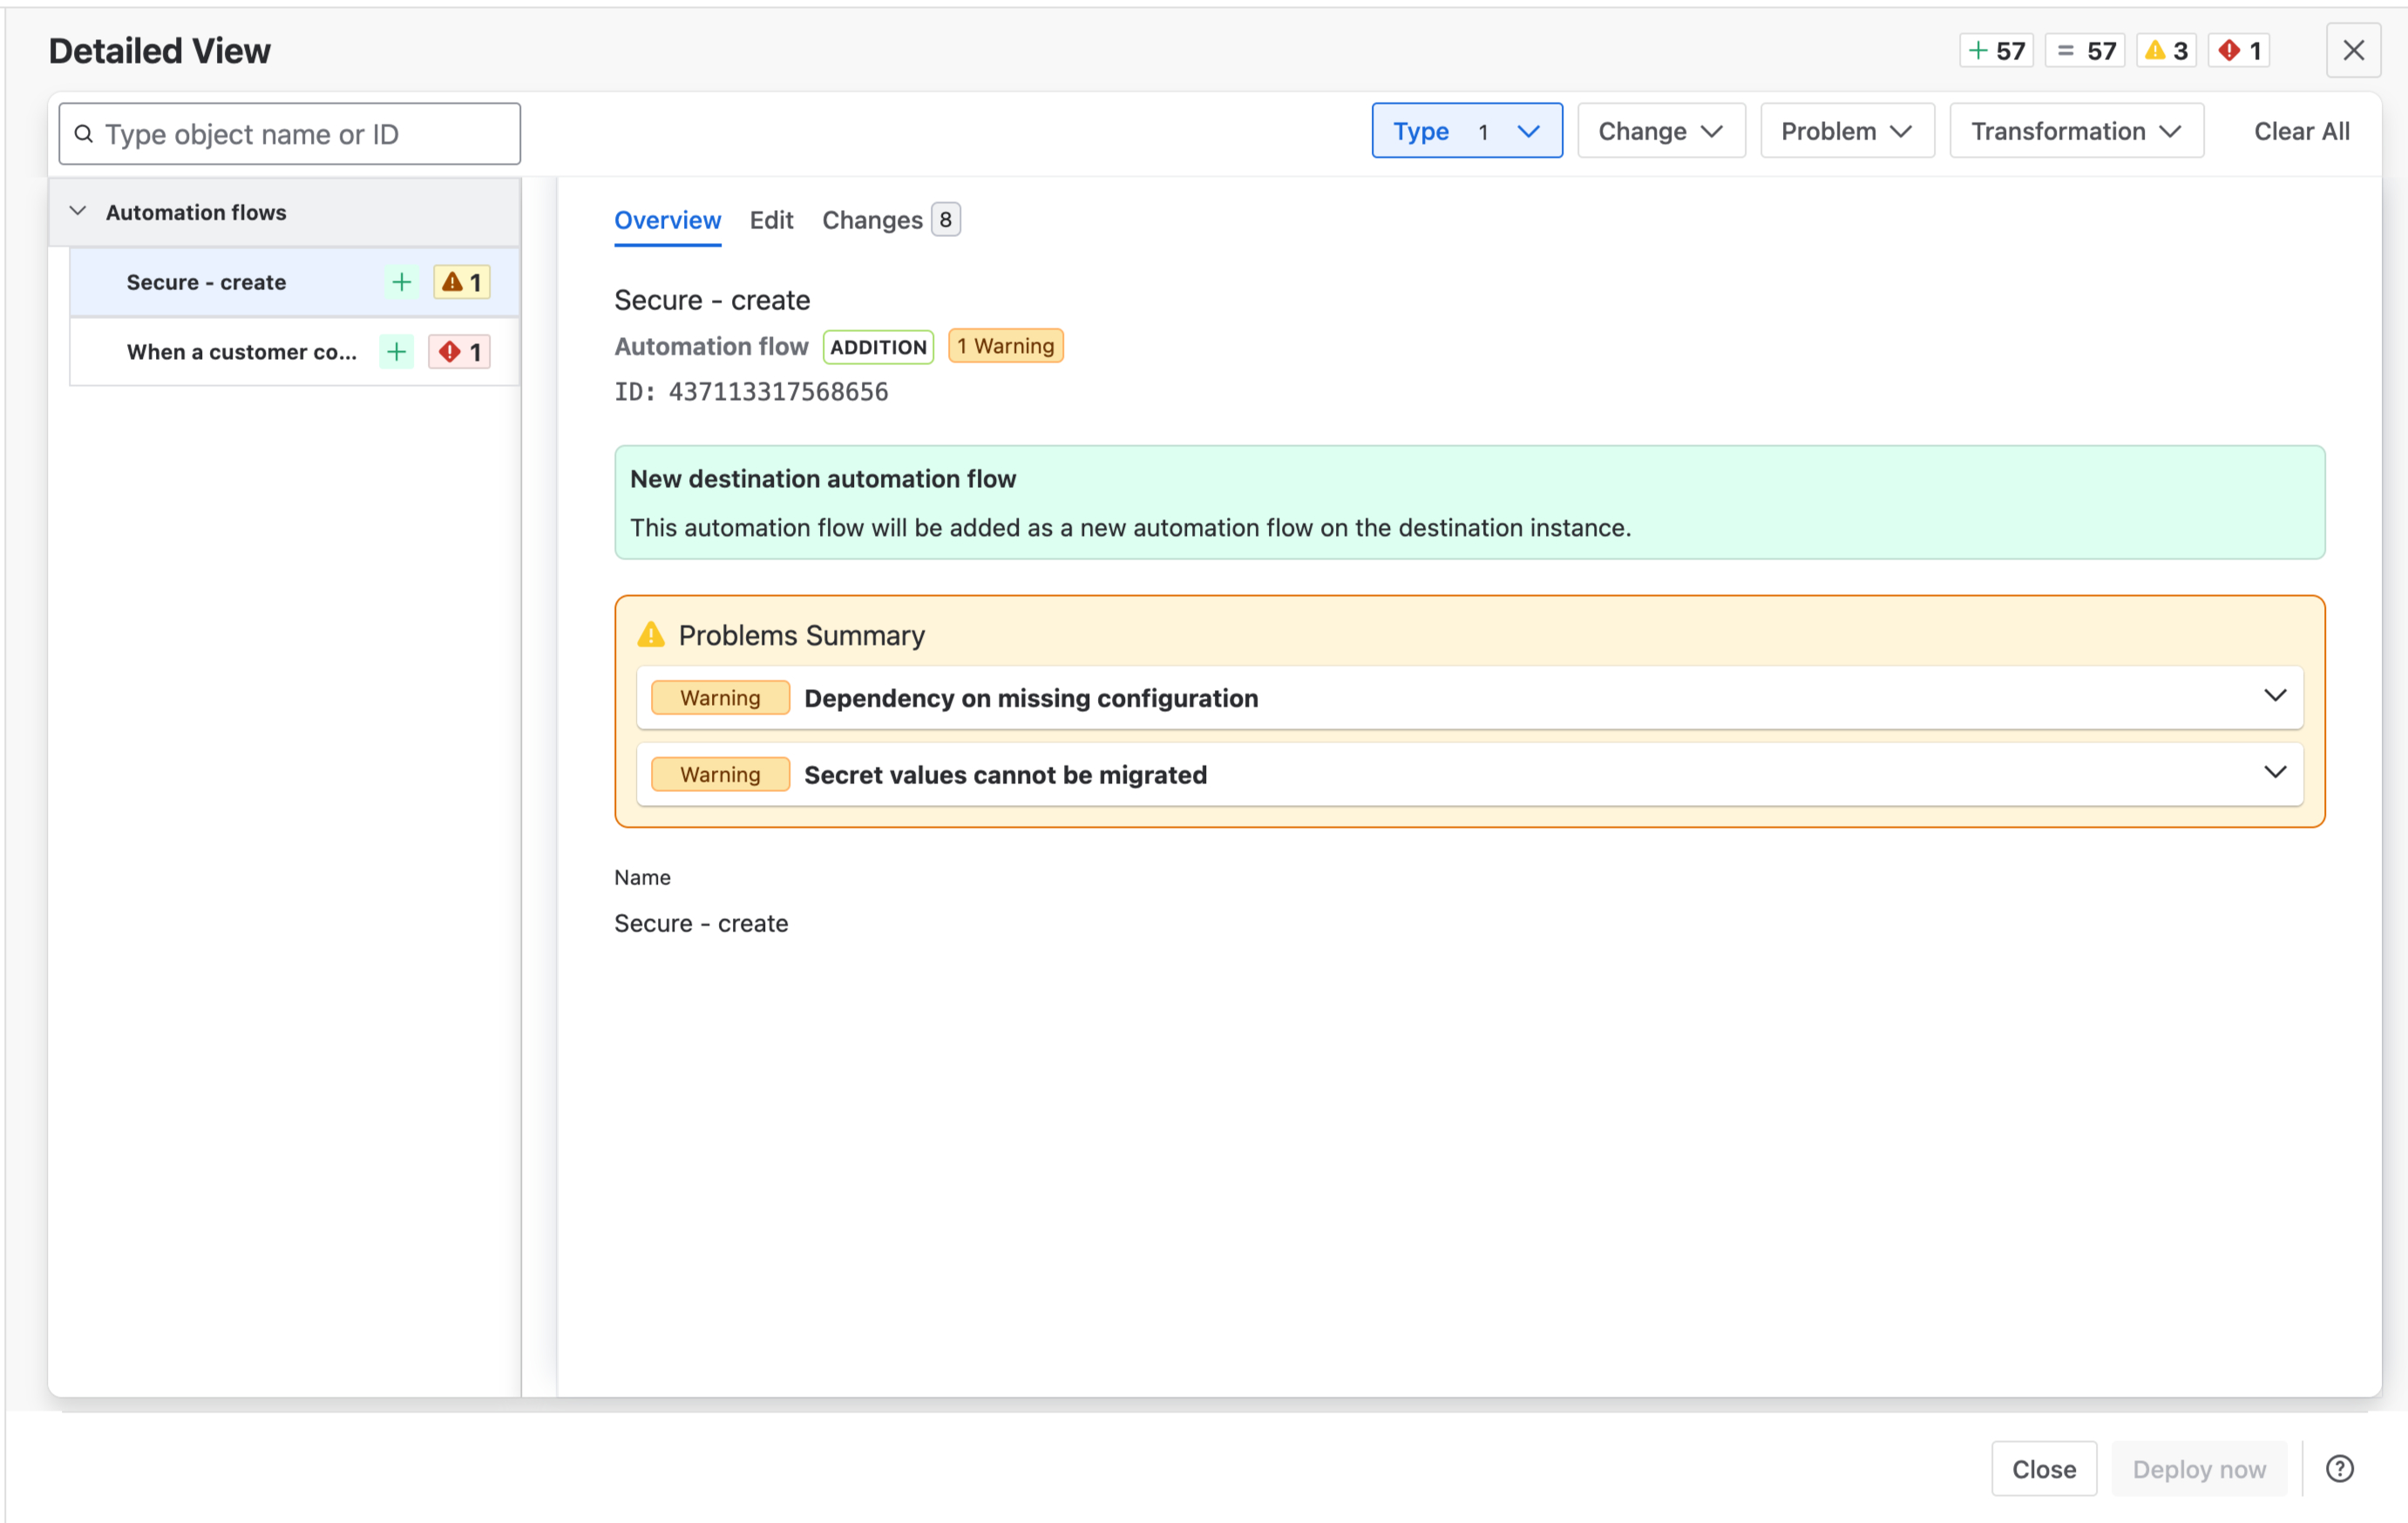 Detailed View
57 = 57 3 1
Type object name or ID
Type 1 Change Problem Transformation Clear All
Automation flows
Secure - create 1
When a customer co... 1
Overview Edit Changes 8
Secure - create
Automation flow ADDITION 1 Warning
ID: 437113317568656
New destination automation flow
This automation flow will be added as a new automation flow on the destination instance.
Problems Summary
Warning Dependency on missing configuration
Warning Secret values cannot be migrated
Name
Secure - create
Close Deploy now